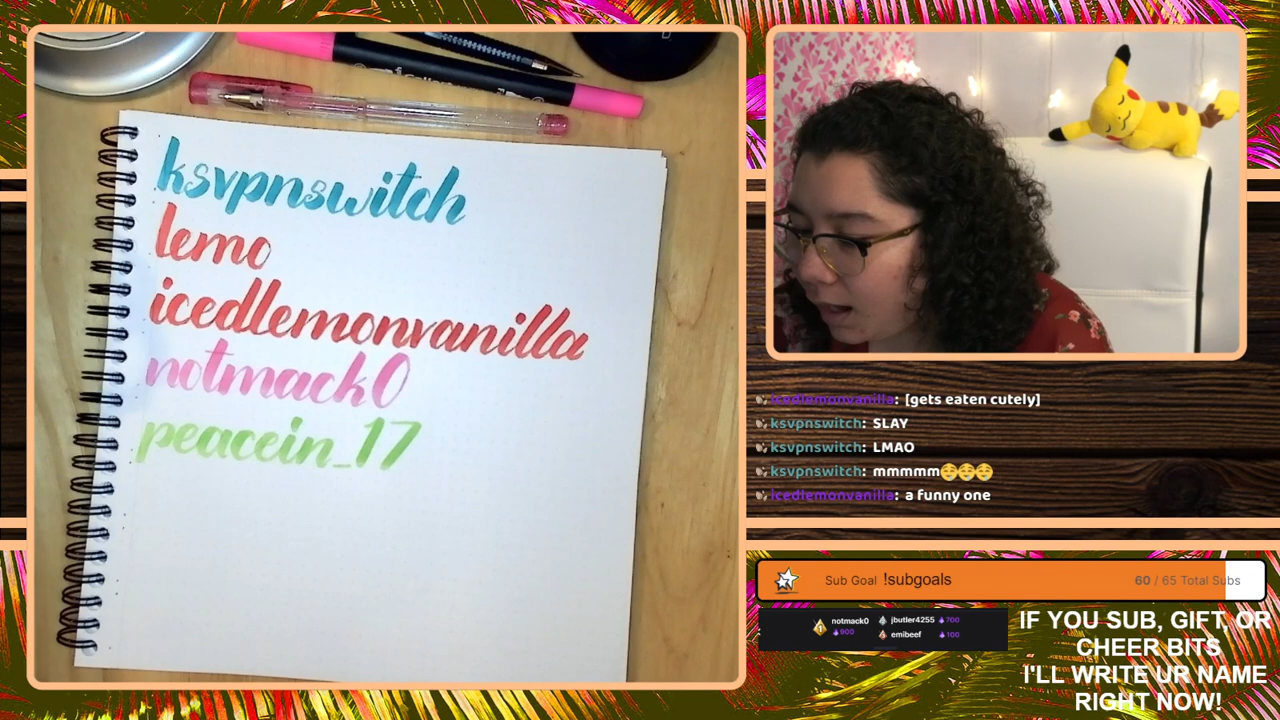 ksvpnswitch
lemo
icedlemonvanilla
notmack0
peacein_17
icedlemonvanilla: [gets eaten cutely]
ksvpnswitch: SLAY
ksvpnswitch: LMAO
ksvpnswitch: mmmmm😌😌😌
icedlemonvanilla: a funny one
Sub Goal !subgoals 60 / 65 Total Subs
1 notmack0 900
jbutler4255 700
emibeef 100
IF YOU SUB, GIFT, OR
CHEER BITS
I'LL WRITE UR NAME
RIGHT NOW!